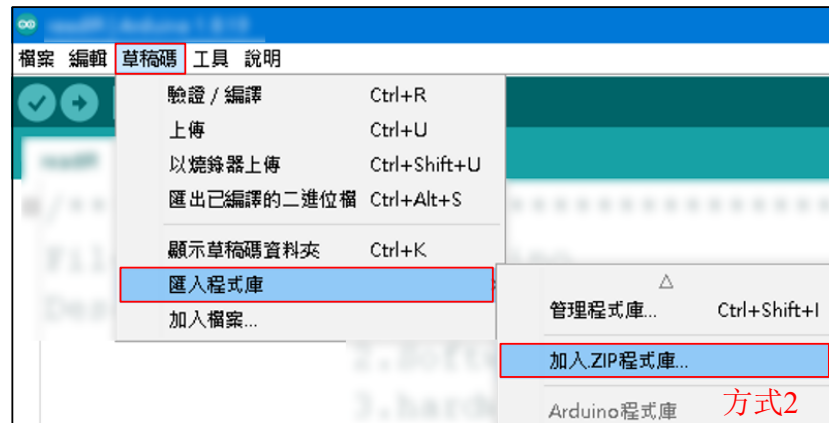 檔案 編輯 草稿碼 工具 說明
驗證 / 編譯 Ctrl+R
上傳 Ctrl+U
以燒錄器上傳 Ctrl+Shift+U
匯出已編譯的二進位檔 Ctrl+Alt+S
顯示草稿碼資料夾 Ctrl+K
匯入程式庫
加入檔案...
管理程式庫... Ctrl+Shift+I
加入.ZIP程式庫...
Arduino程式庫 方式2